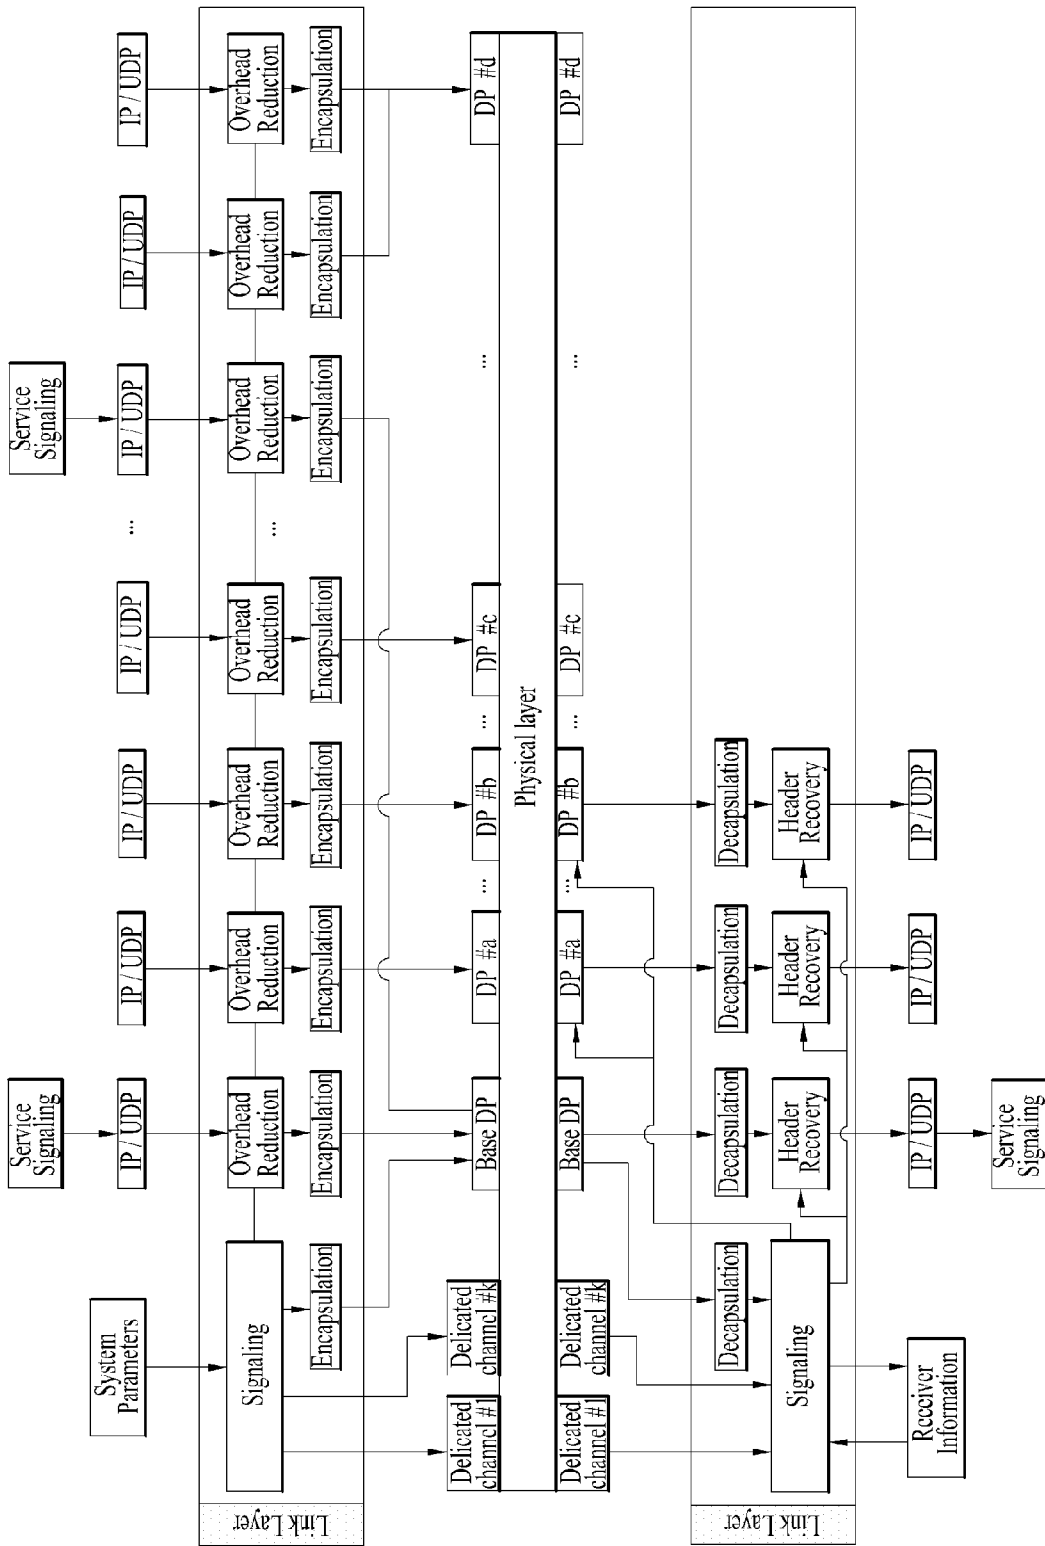 Service
Signaling
Service
Signaling
System
Parameters
IP / UDP
IP / UDP
IP / UDP
IP / UDP
...
IP / UDP
IP / UDP
IP / UDP
Link Layer
Signaling
Overhead
Reduction
Overhead
Reduction
Overhead
Reduction
Overhead
Reduction
...
Overhead
Reduction
Overhead
Reduction
Overhead
Reduction
Encapsulation
Encapsulation
Encapsulation
Encapsulation
Encapsulation
Encapsulation
Encapsulation
Encapsulation
Delicated
channel #1
Delicated
channel #k
Base DP
DP #a
...
DP #b
...
DP #c
...
DP #d
Physical layer
Delicated
channel #1
Delicated
channel #k
Base DP
DP #a
...
DP #b
...
DP #c
...
DP #d
Link Layer
Decapsulation
Decapsulation
Decapsulation
Decapsulation
Signaling
Header
Recovery
Header
Recovery
Header
Recovery
Receiver
Information
IP / UDP
IP / UDP
IP / UDP
Service
Signaling